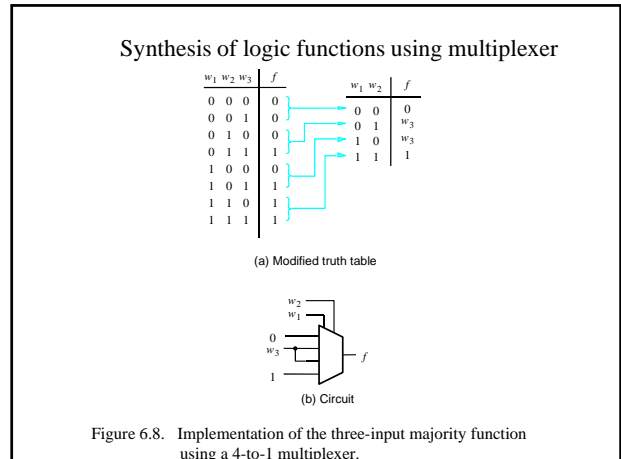 Synthesis of logic functions using multiplexer
w1 w2 w3 f
0 0 0 0
0 0 1 0
0 1 0 0
0 1 1 1
1 0 0 0
1 0 1 1
1 1 0 1
1 1 1 1
w1 w2 f
0 0 0
0 1 w3
1 0 w3
1 1 1
(a) Modified truth table
w2
w1
0
w3
f
1
(b) Circuit
Figure 6.8. Implementation of the three-input majority function
using a 4-to-1 multiplexer.